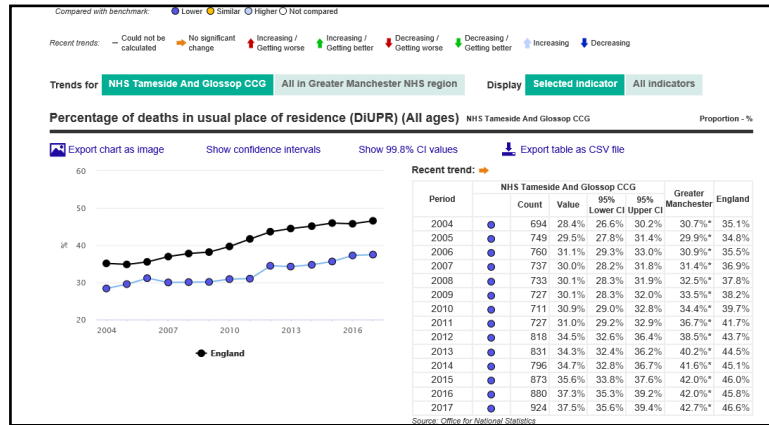 Compared with benchmark: Lower Similar Higher Not compared
Recent trends: – Could not be calculated No significant change Increasing / Getting worse Increasing / Getting better Decreasing / Getting worse Decreasing / Getting better Increasing Decreasing
Trends for NHS Tameside And Glossop CCG All in Greater Manchester NHS region Display Selected indicator All indicators
Percentage of deaths in usual place of residence (DiUPR) (All ages) NHS Tameside And Glossop CCG Proportion - %
Export chart as image Show confidence intervals Show 99.8% CI values Export table as CSV file
60
50
40
30
20
%
2004 2007 2010 2013 2016
England
Recent trend:
NHS Tameside And Glossop CCG
Period Count Value 95% Lower CI 95% Upper CI Greater Manchester England
2004 694 28.4% 26.6% 30.2% 30.7%* 35.1%
2005 749 29.5% 27.8% 31.4% 29.9%* 34.8%
2006 760 31.1% 29.3% 33.0% 30.9%* 35.5%
2007 737 30.0% 28.2% 31.8% 31.4%* 36.9%
2008 733 30.1% 28.3% 31.9% 32.5%* 37.8%
2009 727 30.1% 28.3% 32.0% 33.5%* 38.2%
2010 711 30.9% 29.0% 32.8% 34.4%* 39.7%
2011 727 31.0% 29.2% 32.9% 36.7%* 41.7%
2012 818 34.5% 32.6% 36.4% 38.5%* 43.7%
2013 831 34.3% 32.4% 36.2% 40.2%* 44.5%
2014 796 34.7% 32.8% 36.7% 41.6%* 45.1%
2015 873 35.6% 33.8% 37.6% 42.0%* 46.0%
2016 880 37.3% 35.3% 39.2% 42.0%* 45.8%
2017 924 37.5% 35.6% 39.4% 42.7%* 46.6%
Source: Office for National Statistics